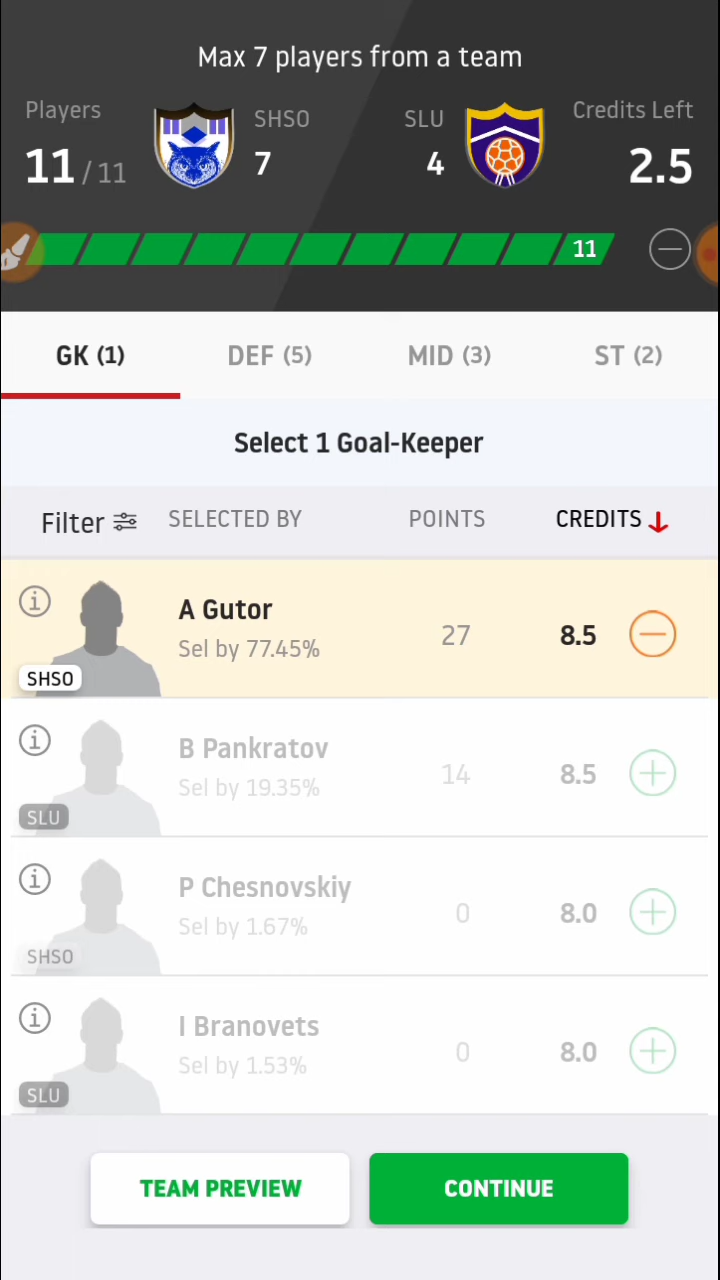 Max 7 players from a team
Players
SHSO
SLU
Credits Left
11 / 11
7
4
2.5
11
GK (1)
DEF (5)
MID (3)
ST (2)
Select 1 Goal-Keeper
Filter
SELECTED BY
POINTS
CREDITS
A Gutor
Sel by 77.45%
27
8.5
SHSO
B Pankratov
Sel by 19.35%
14
8.5
SLU
P Chesnovskiy
Sel by 1.67%
0
8.0
SHSO
I Branovets
Sel by 1.53%
0
8.0
SLU
TEAM PREVIEW
CONTINUE